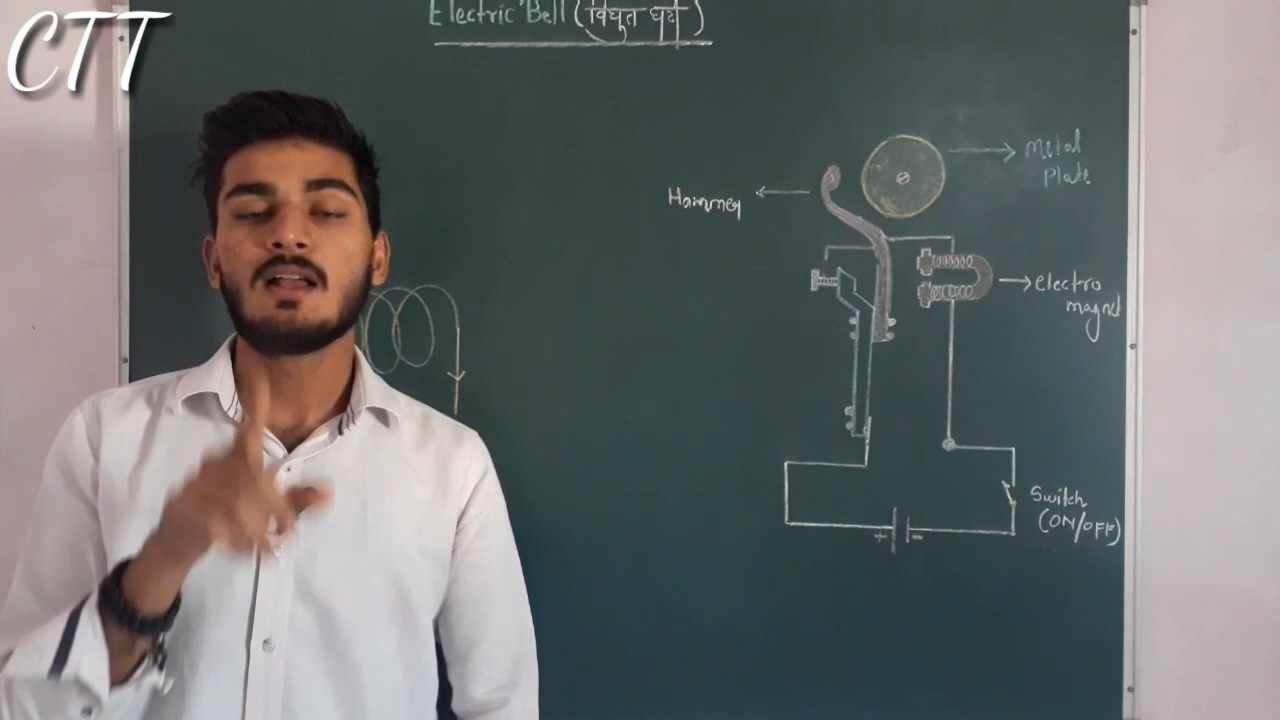 CTT
Electric Bell (विघुत घंटी)
Metal
Plate
Hammer
electro
magnet
Switch
(ON/OFF)
+ -